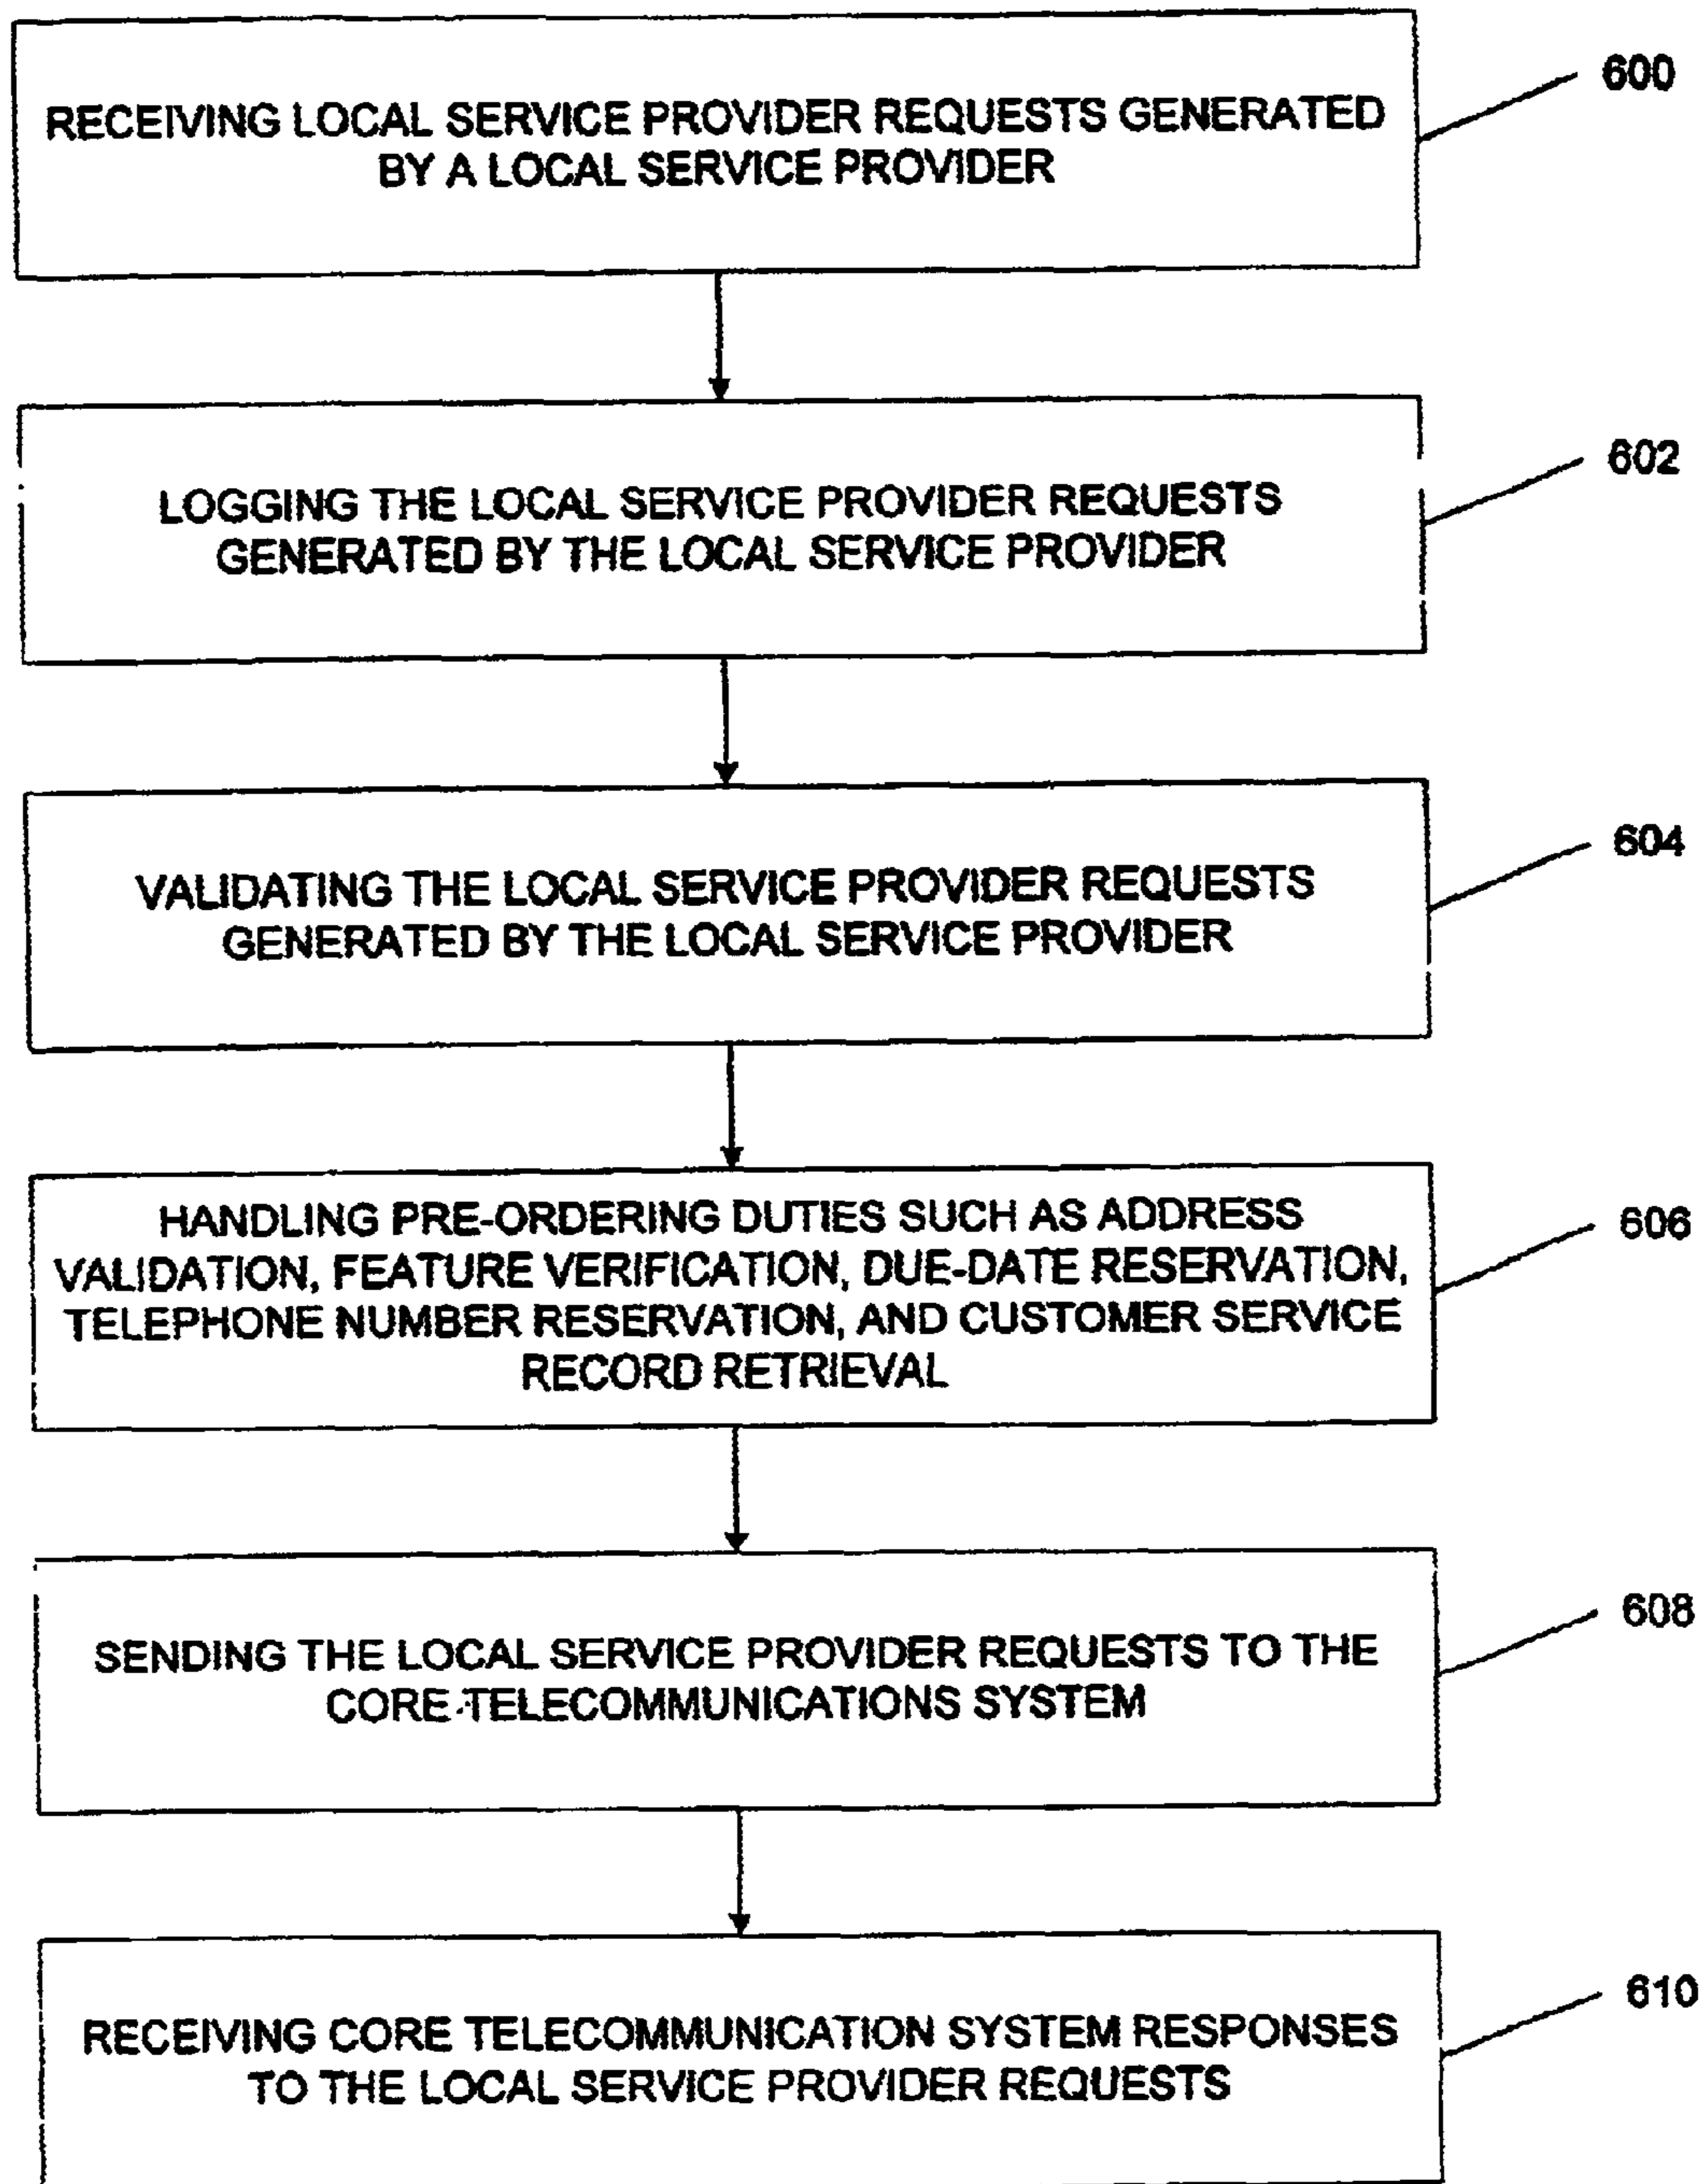 RECEIVING LOCAL SERVICE PROVIDER REQUESTS GENERATED
BY A LOCAL SERVICE PROVIDER
600
LOGGING THE LOCAL SERVICE PROVIDER REQUESTS
GENERATED BY THE LOCAL SERVICE PROVIDER
602
VALIDATING THE LOCAL SERVICE PROVIDER REQUESTS
GENERATED BY THE LOCAL SERVICE PROVIDER
604
HANDLING PRE-ORDERING DUTIES SUCH AS ADDRESS
VALIDATION, FEATURE VERIFICATION, DUE-DATE RESERVATION,
TELEPHONE NUMBER RESERVATION, AND CUSTOMER SERVICE
RECORD RETRIEVAL
606
SENDING THE LOCAL SERVICE PROVIDER REQUESTS TO THE
CORE TELECOMMUNICATIONS SYSTEM
608
RECEIVING CORE TELECOMMUNICATION SYSTEM RESPONSES
TO THE LOCAL SERVICE PROVIDER REQUESTS
610